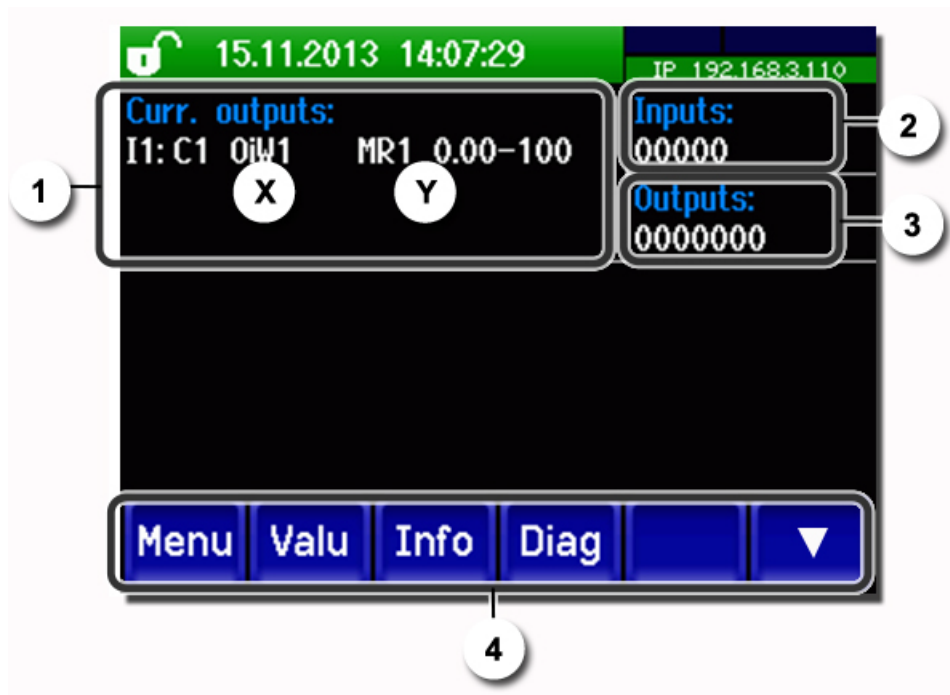 15.11.2013 14:07:29
IP 192.168.3.110
Curr. outputs:
I1: C1 OiW1 MR1 0.00-100
X Y
Inputs:
00000
Outputs:
0000000
1
2
3
Menu Valu Info Diag ▼
4